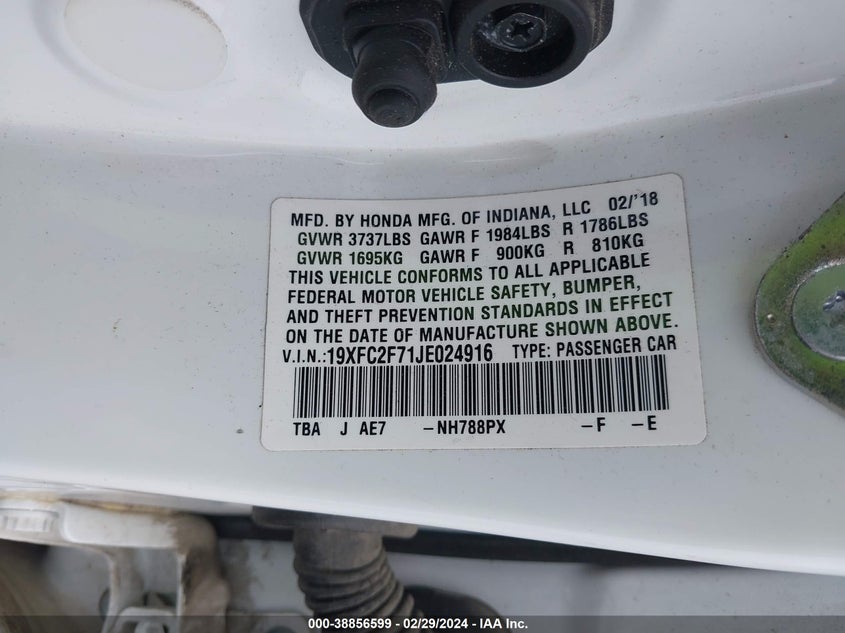 MFD. BY HONDA MFG. OF INDIANA, LLC 02/'18
GVWR 3737LBS GAWR F 1984LBS R 1786LBS
GVWR 1695KG GAWR F 900KG R 810KG
THIS VEHICLE CONFORMS TO ALL APPLICABLE
FEDERAL MOTOR VEHICLE SAFETY, BUMPER,
AND THEFT PREVENTION STANDARDS IN EFFECT
ON THE DATE OF MANUFACTURE SHOWN ABOVE.
V.I.N.:19XFC2F71JE024916 TYPE: PASSENGER CAR
TBA J AE7 -NH788PX -F -E
000-38856599 - 02/29/2024 - IAA Inc.